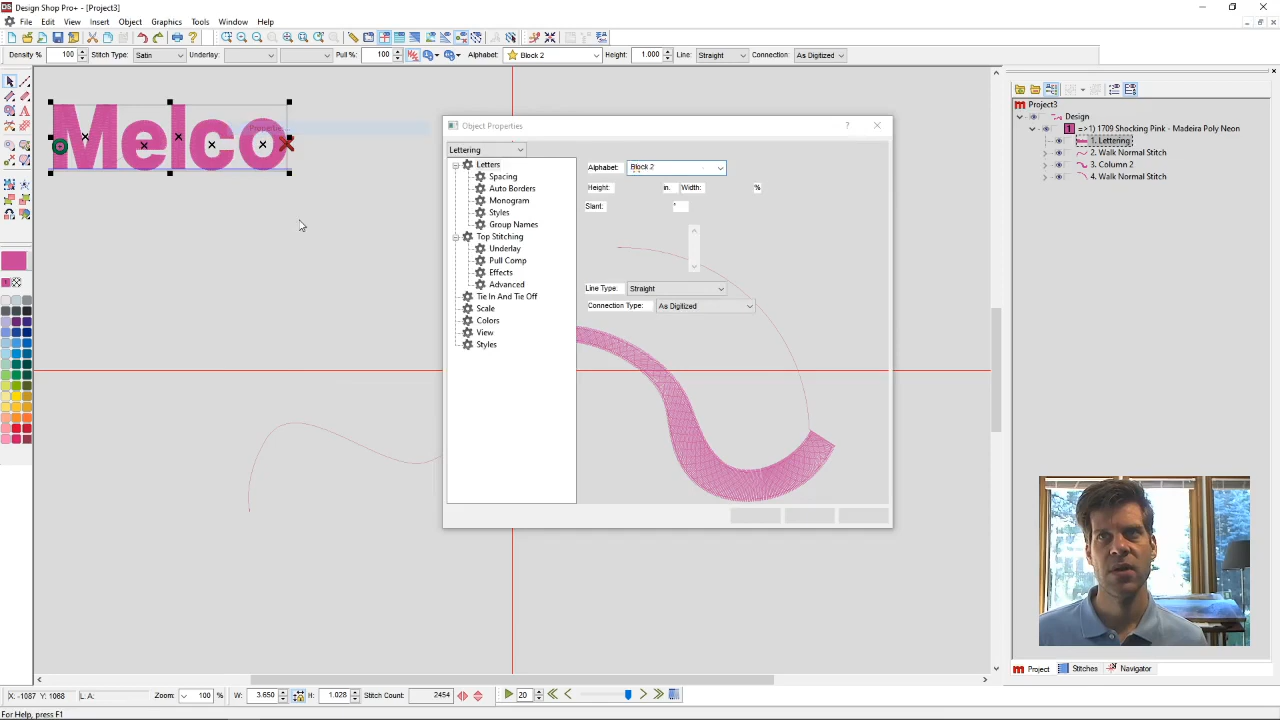 DS Design Shop Pro+ - [Project3]
File Edit View Insert Object Graphics Tools Window Help
Density % 100 Stitch Type: Satin Underlay: Pull % 100 Alphabet: Block 2 Height: 1.000 Line: Straight Connection: As Digitized
Melco
Object Properties ?
Lettering
Letters
Spacing
Auto Borders
Monogram
Styles
Group Names
Top Stitching
Underlay
Pull Comp
Effects
Advanced
Tie In And Tie Off
Scale
Colors
View
Styles
Alphabet: Block 2
Height: in. Width: %
Slant: °
Line Type: Straight
Connection Type: As Digitized
Project3
Design
=>1) 1709 Shocking Pink - Madeira Poly Neon
1. Lettering
2. Walk Normal Stitch
3. Column 2
4. Walk Normal Stitch
Project Stitches Navigator
X: -1087 Y: 1068 L: A: Zoom: 100 % W: 3.650 H: 1.028 Stitch Count: 2454 20
For Help, press F1